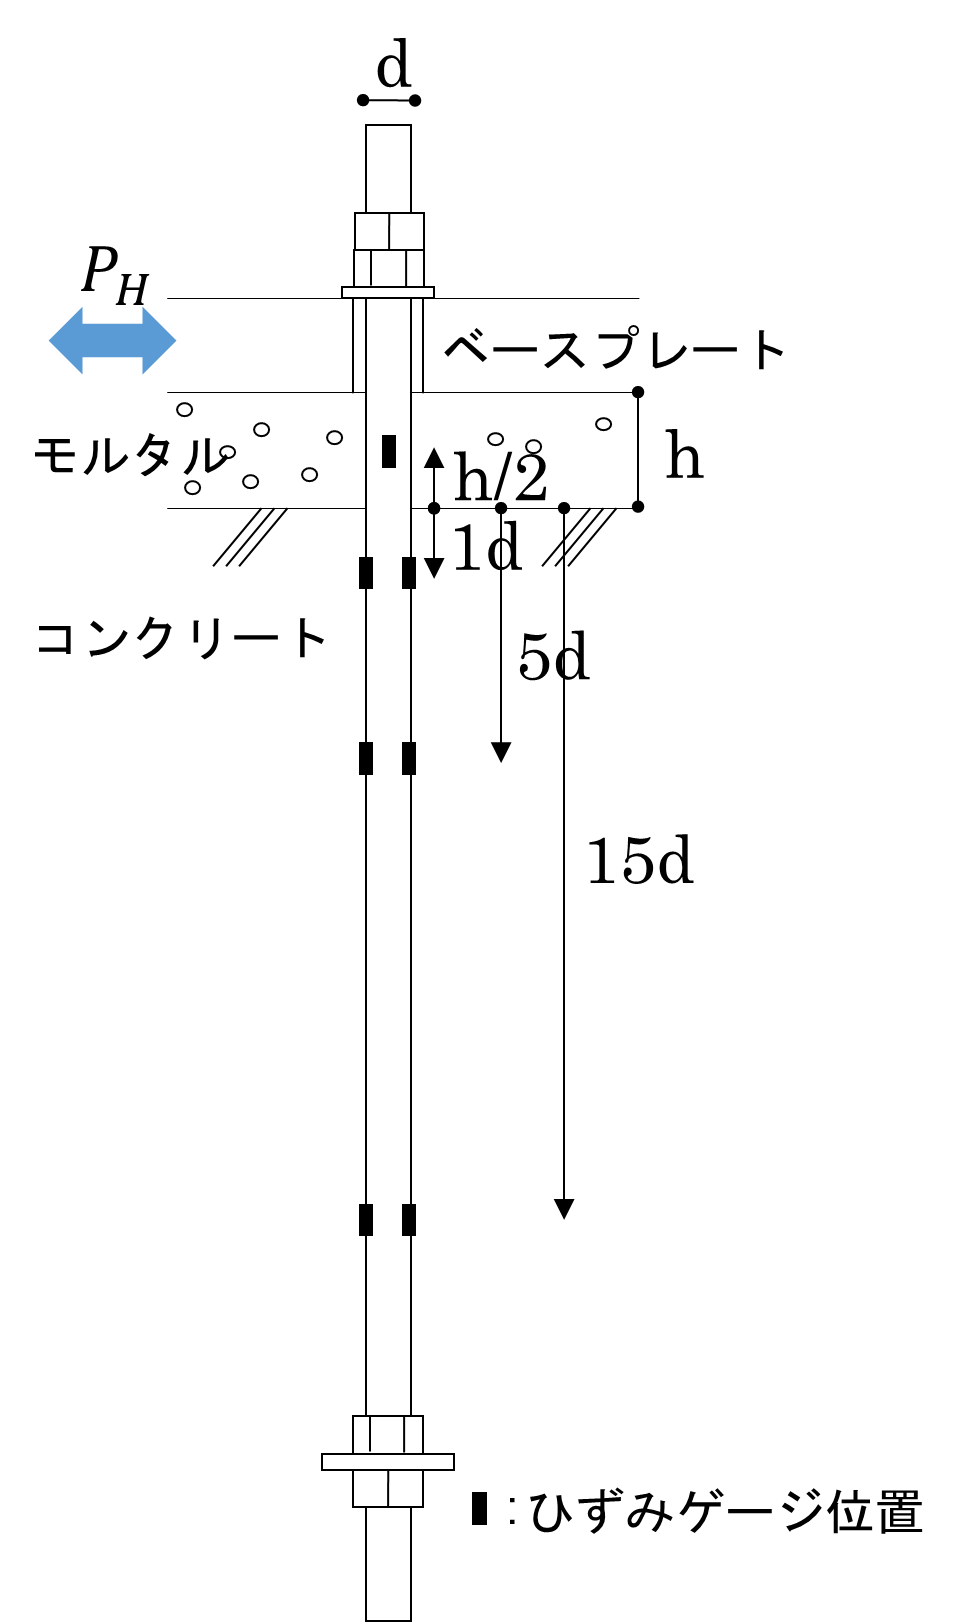 d
P_H
ベースプレート
モルタル
h/2
h
1d
コンクリート
5d
15d
：ひずみゲージ位置